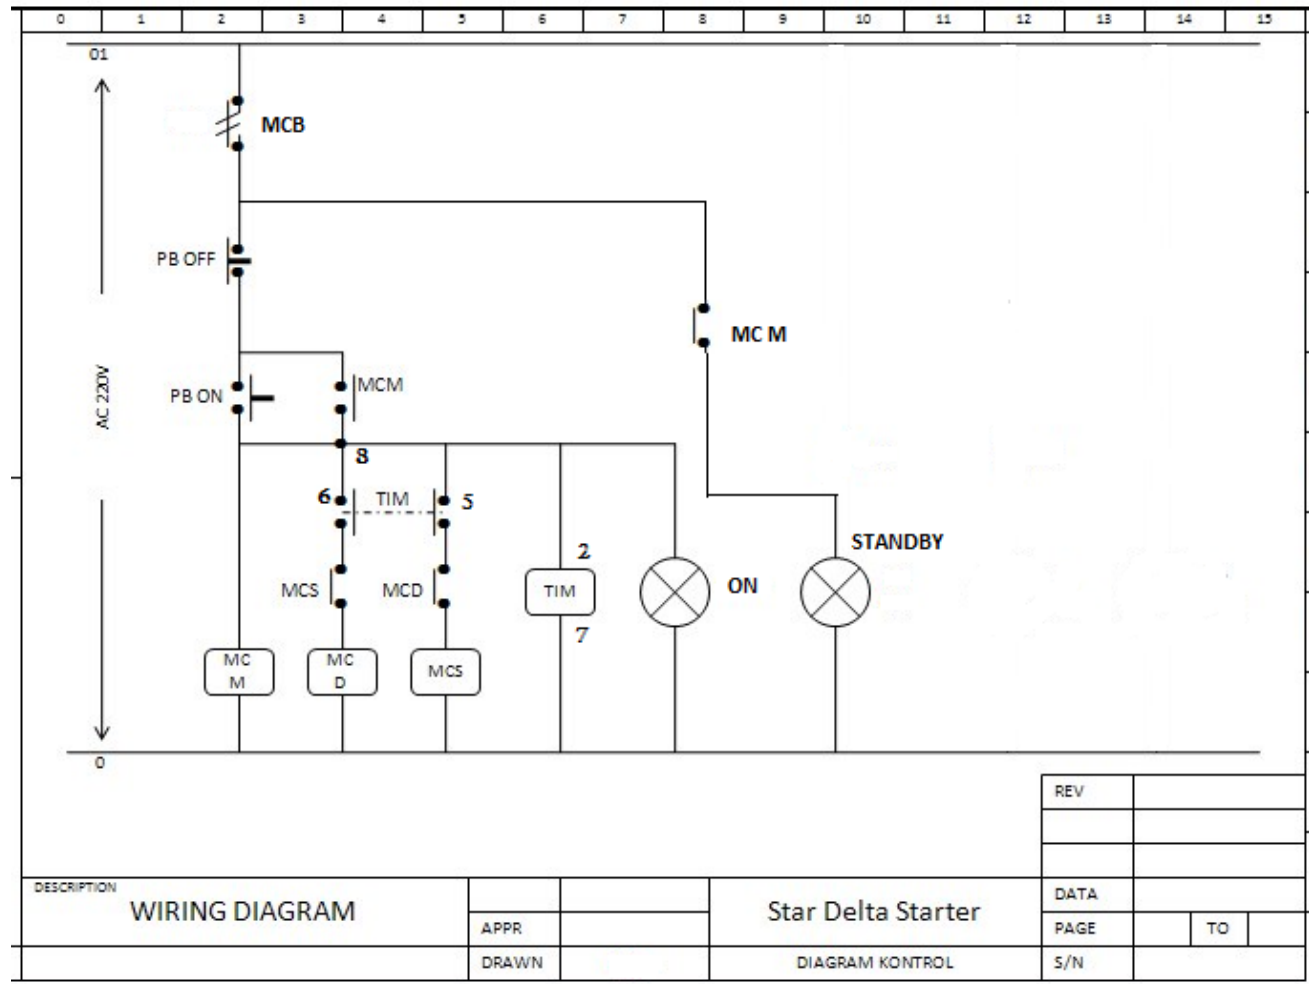 0 1 2 3 4 5 6 7 8 9 10 11 12 13 14 15
01
MCB
PB OFF
MC M
AC 220V
PB ON
MCM
8
6 TIM 5
STANDBY
2
MCS MCD TIM ON
7
MC
M
MC
D
MCS
0
REV
DESCRIPTION
WIRING DIAGRAM
Star Delta Starter
DATA
APPR
PAGE TO
DRAWN
DIAGRAM KONTROL
S/N